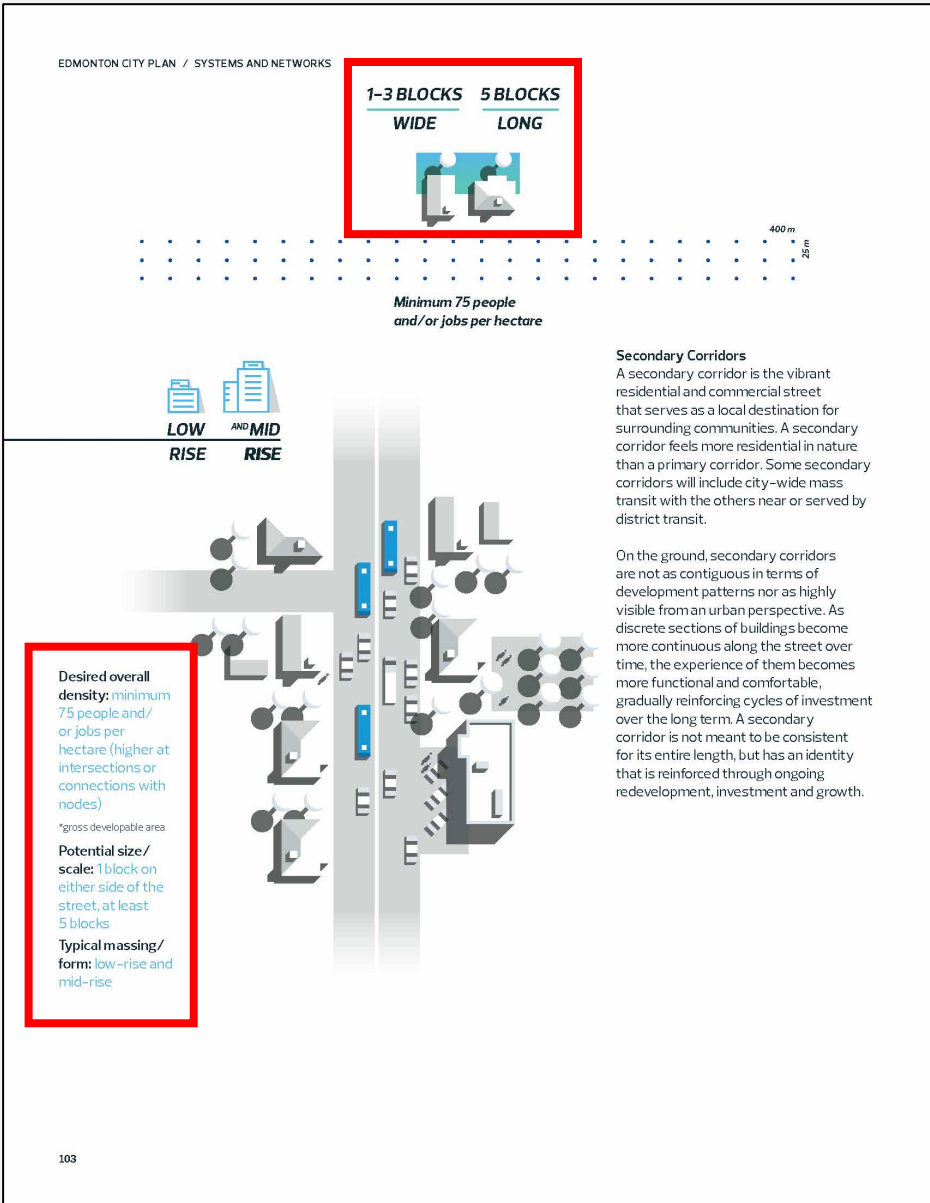 EDMONTON CITY PLAN / SYSTEMS AND NETWORKS
1-3 BLOCKS
WIDE
5 BLOCKS
LONG
400 m
25 m
Minimum 75 people
and/or jobs per hectare
LOW
RISE
AND MID
RISE
Secondary Corridors
A secondary corridor is the vibrant
residential and commercial street
that serves as a local destination for
surrounding communities. A secondary
corridor feels more residential in nature
than a primary corridor. Some secondary
corridors will include city-wide mass
transit with the others near or served by
district transit.
On the ground, secondary corridors
are not as contiguous in terms of
development patterns nor as highly
visible from an urban perspective. As
discrete sections of buildings become
more continuous along the street over
time, the experience of them becomes
more functional and comfortable,
gradually reinforcing cycles of investment
over the long term. A secondary
corridor is not meant to be consistent
for its entire length, but has an identity
that is reinforced through ongoing
redevelopment, investment and growth.
Desired overall
density: minimum
75 people and/
or jobs per
hectare (higher at
intersections or
connections with
nodes)
*gross developable area
Potential size/
scale: 1 block on
either side of the
street, at least
5 blocks
Typical massing/
form: low-rise and
mid-rise
103